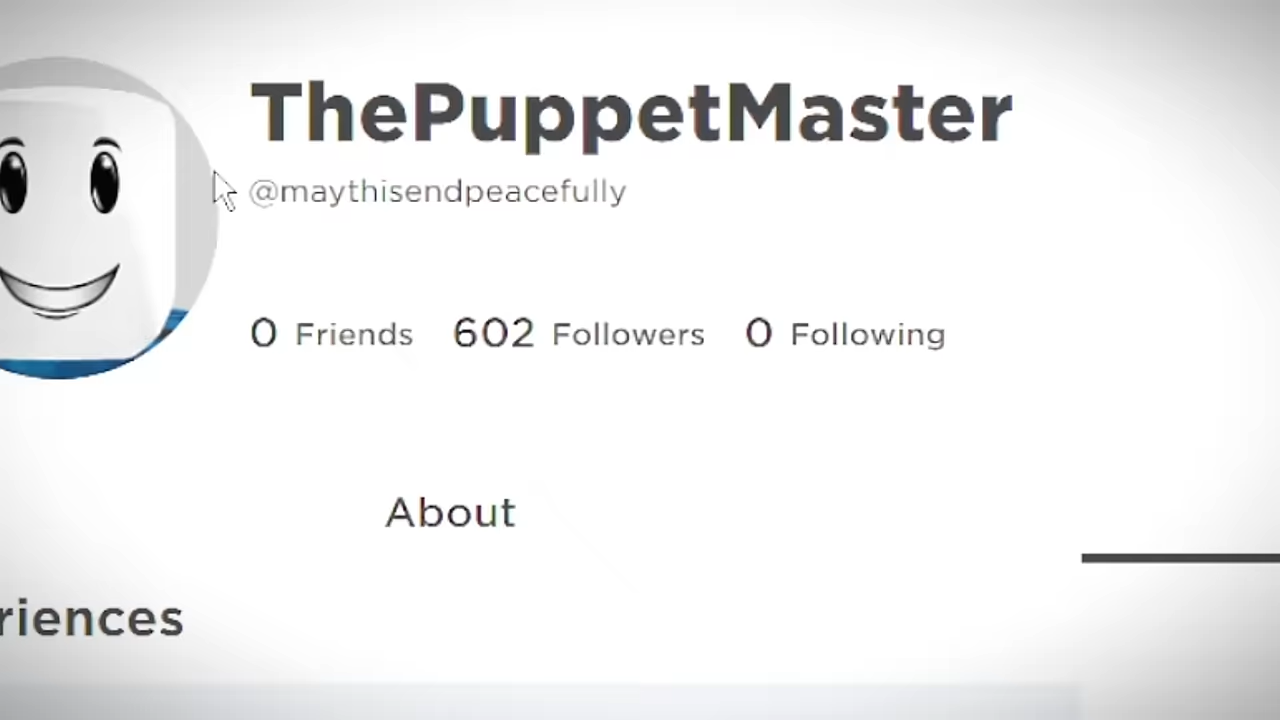 ThePuppetMaster
@maythisendpeacefully
0 Friends 602 Followers 0 Following
About
riences